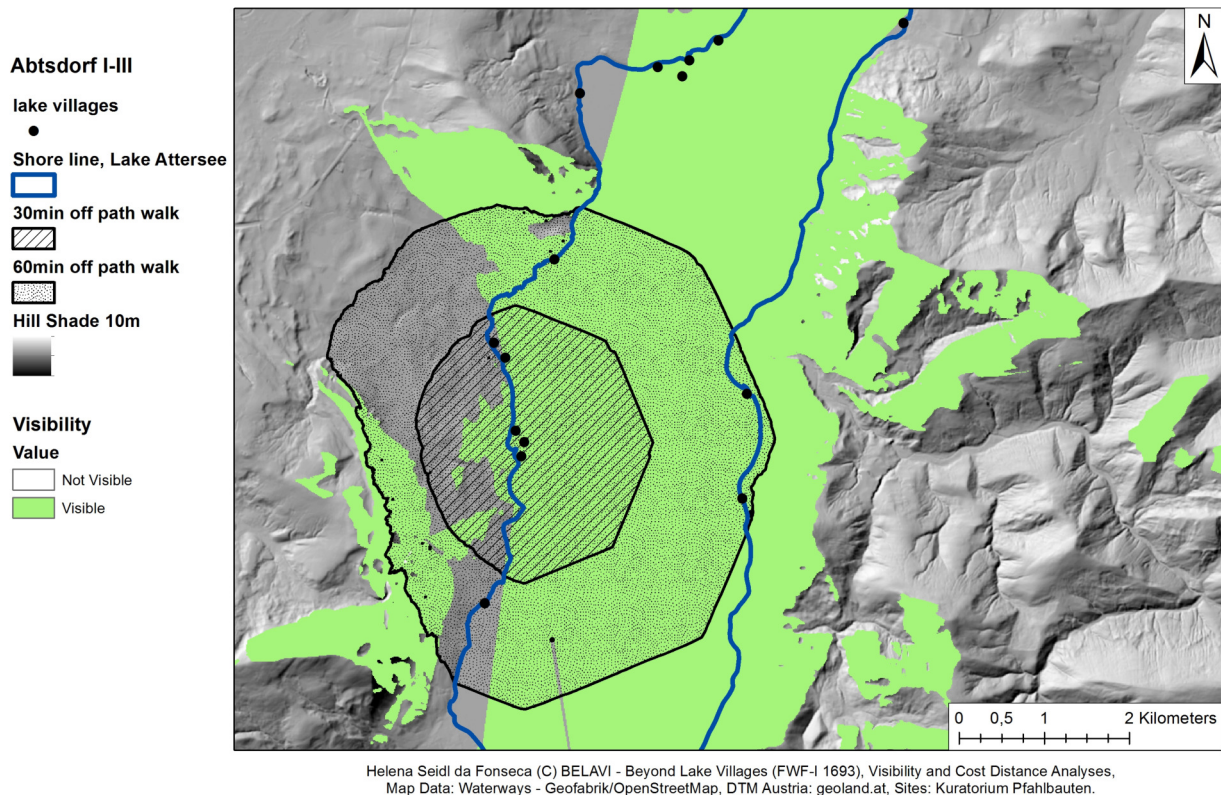 Abtsdorf I-III
lake villages
Shore line, Lake Attersee
30min off path walk
60min off path walk
Hill Shade 10m
Visibility
Value
Not Visible
Visible
N
0 0,5 1 2 Kilometers
Helena Seidl da Fonseca (C) BELAVI - Beyond Lake Villages (FWF-I 1693), Visibility and Cost Distance Analyses,
Map Data: Waterways - Geofabrik/OpenStreetMap, DTM Austria: geoland.at, Sites: Kuratorium Pfahlbauten.